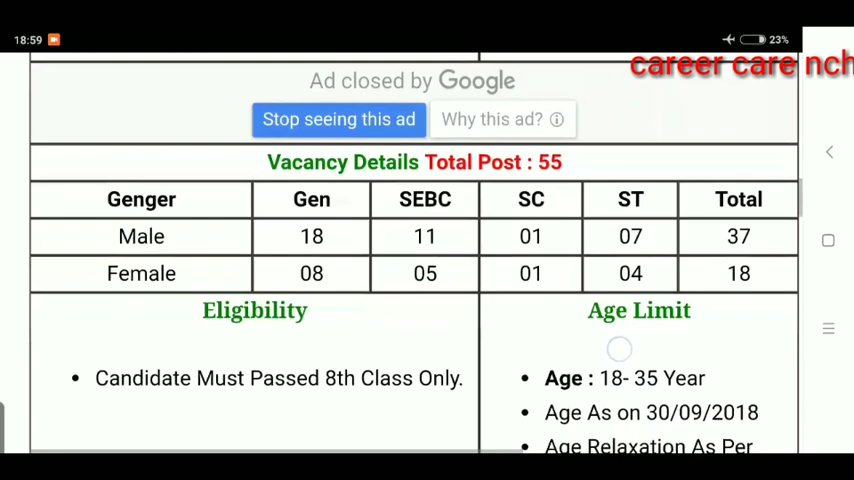 18:59
23%
career care nch
Ad closed by Google
Stop seeing this ad
Why this ad?
Vacancy Details Total Post : 55
Genger Gen SEBC SC ST Total
Male 18 11 01 07 37
Female 08 05 01 04 18
Eligibility
• Candidate Must Passed 8th Class Only.
Age Limit
• Age : 18- 35 Year
• Age As on 30/09/2018
• Age Relaxation As Per